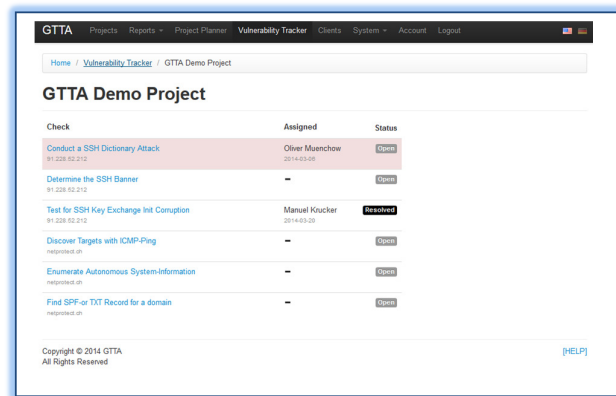 GTTA Projects Reports Project Planner Vulnerability Tracker Clients System Account Logout
Home / Vulnerability Tracker / GTTA Demo Project
GTTA Demo Project
Check Assigned Status
Conduct a SSH Dictionary Attack Oliver Muenchow Open
91.228.52.212 2014-03-05
Determine the SSH Banner – Open
91.228.52.212
Test for SSH Key Exchange Init Corruption Manuel Krucker Resolved
91.228.52.212 2014-03-20
Discover Targets with ICMP-Ping – Open
netprotect.ch
Enumerate Autonomous System-Information – Open
netprotect.ch
Find SPF-or TXT Record for a domain – Open
netprotect.ch
Copyright © 2014 GTTA [HELP]
All Rights Reserved